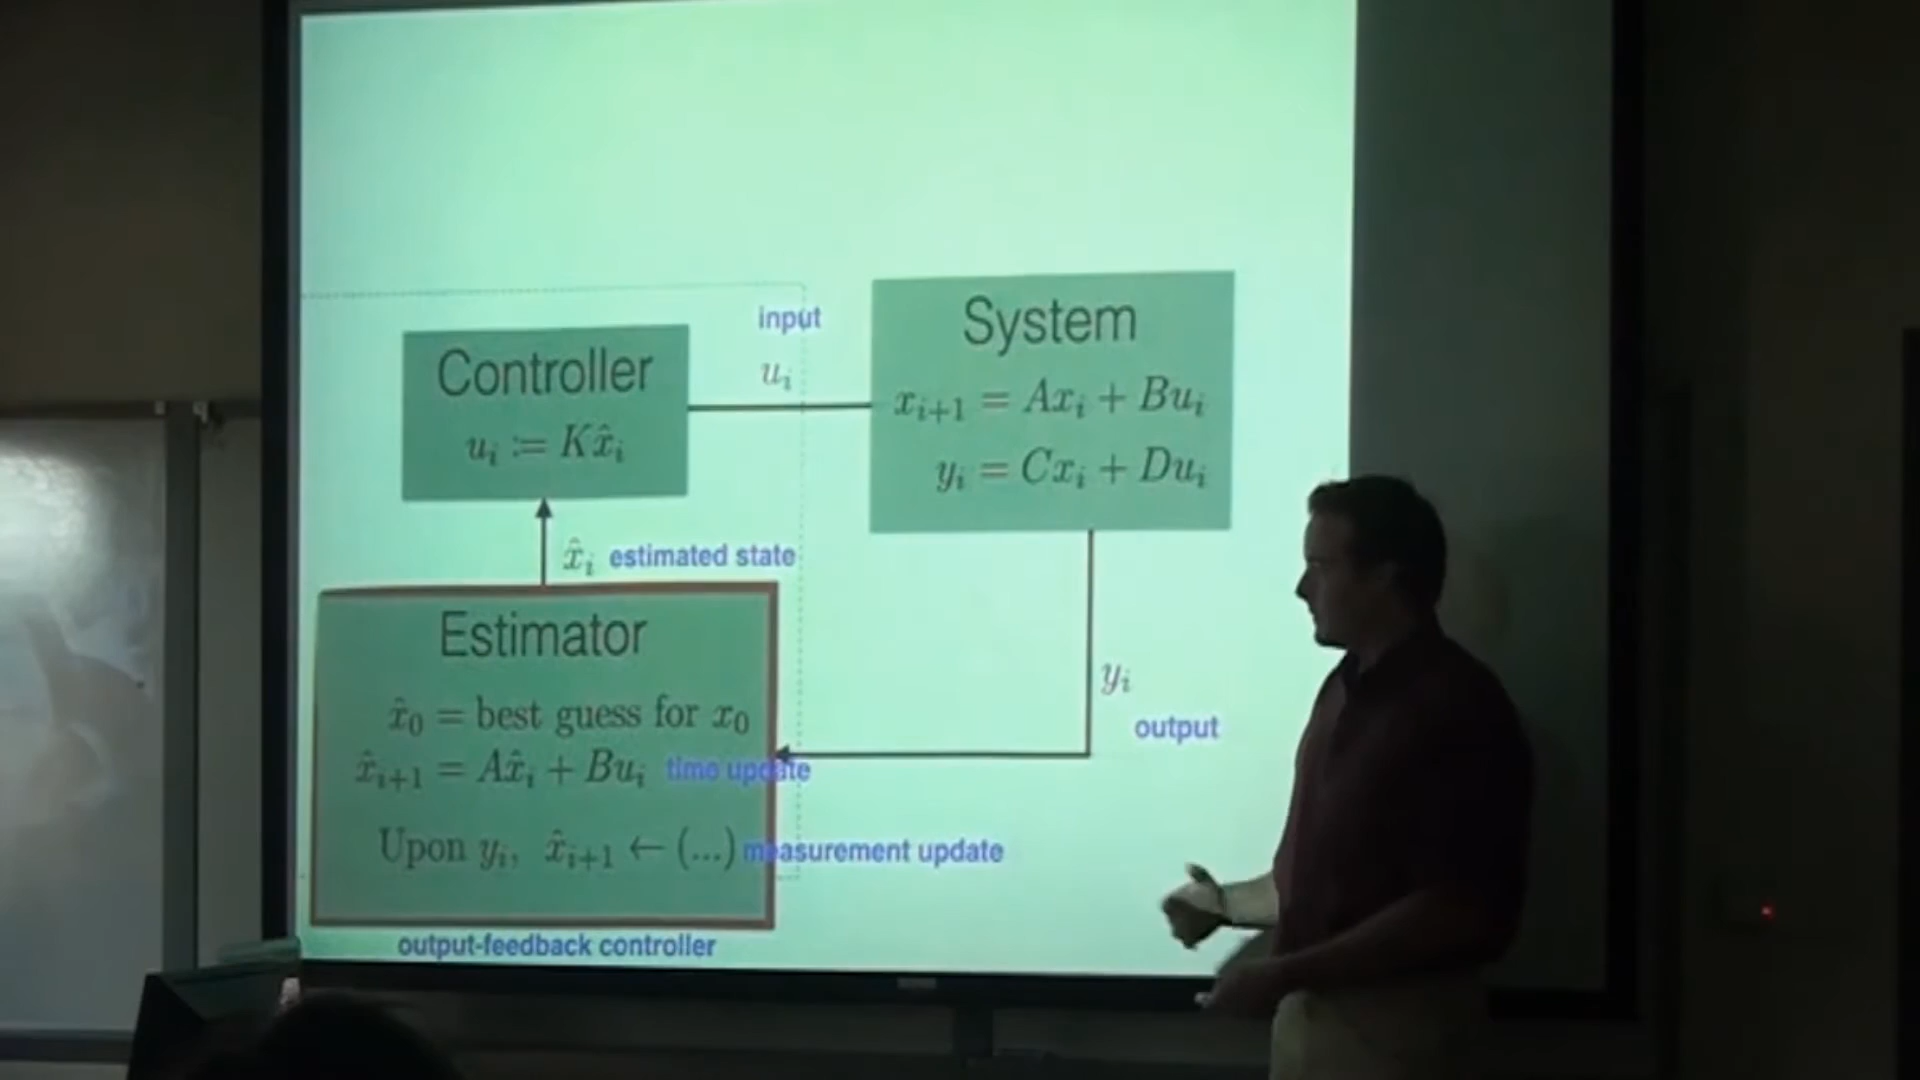 input
u_i
Controller
u_i := Kx̂_i
System
x_{i+1} = Ax_i + Bu_i
y_i = Cx_i + Du_i
x̂_i estimated state
Estimator
x̂_0 = best guess for x_0
x̂_{i+1} = Ax̂_i + Bu_i time update
Upon y_i, x̂_{i+1} ← (...) measurement update
y_i
output
output-feedback controller